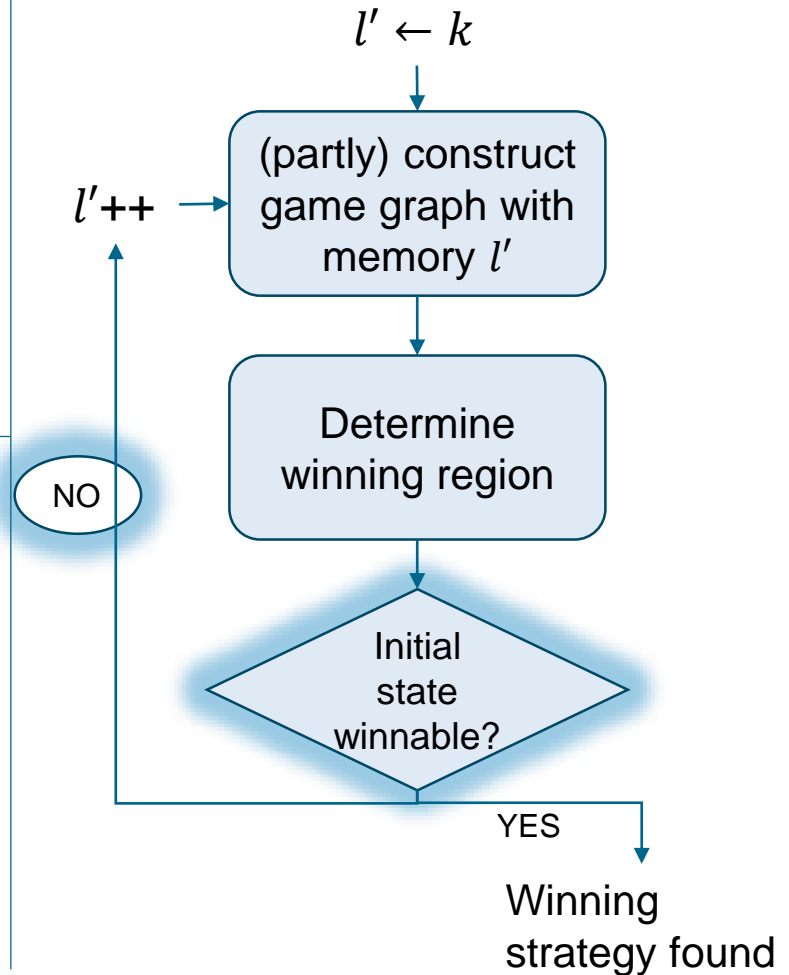 l′ ← k
(partly) construct
game graph with
memory l′
l′++
Determine
winning region
NO
Initial
state
winnable?
YES
Winning
strategy found